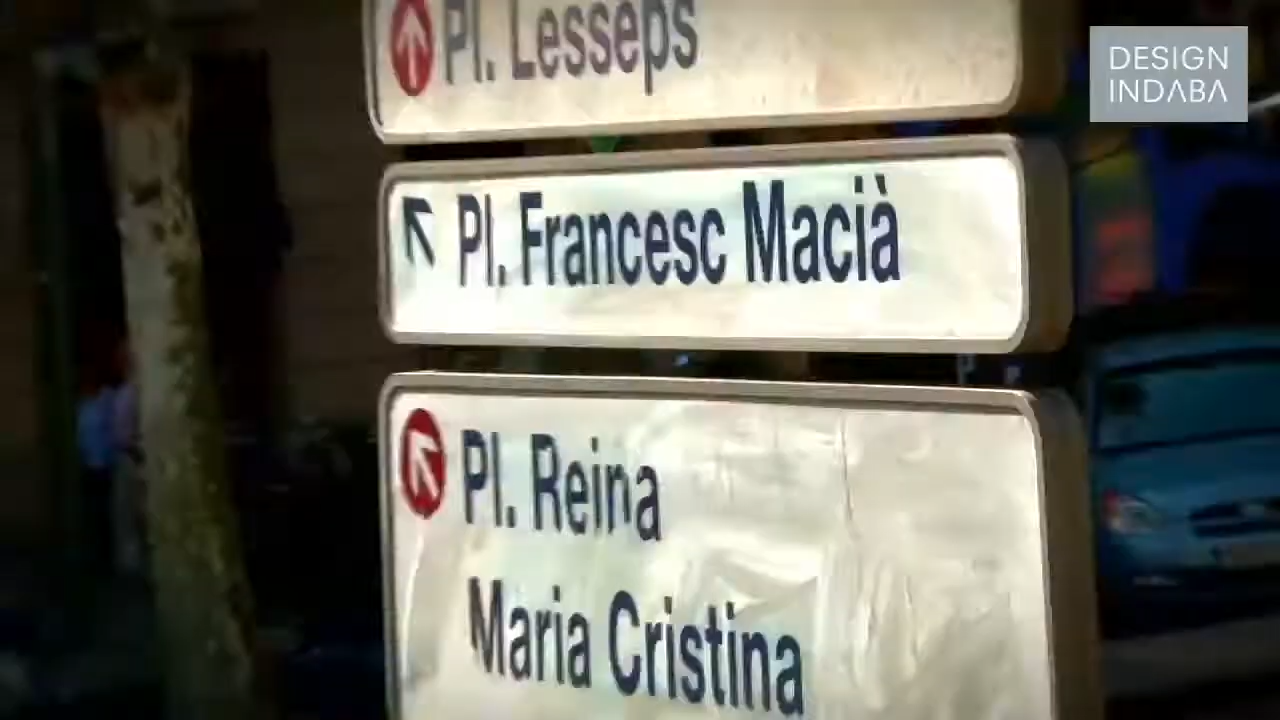 Pl. Lesseps
DESIGN
INDABA
Pl. Francesc Macià
Pl. Reina
Maria Cristina